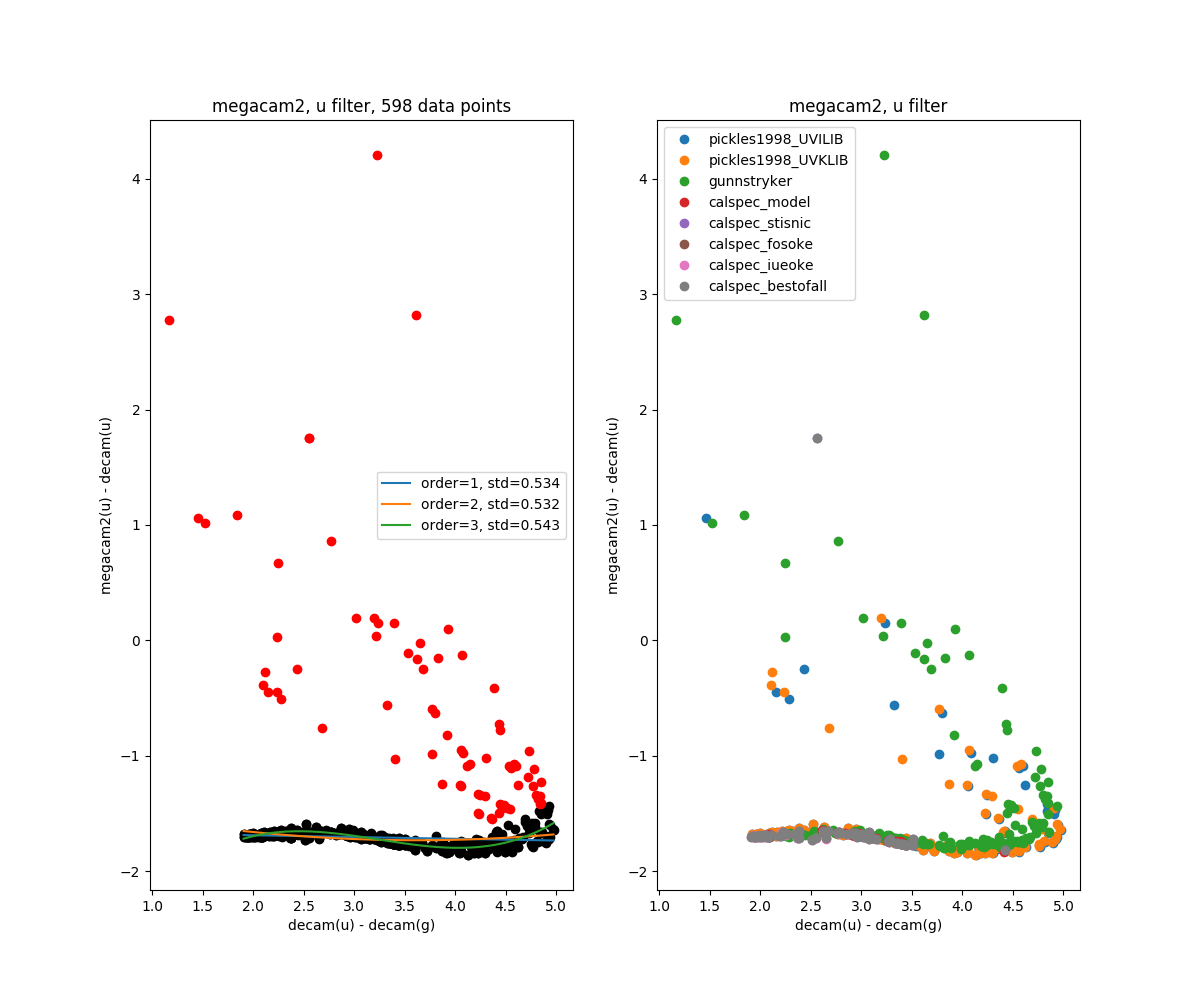 megacam2, u filter, 598 data points
megacam2(u) - decam(u)
4
3
2
1
0
−1
−2
order=1, std=0.534
order=2, std=0.532
order=3, std=0.543
1.0 1.5 2.0 2.5 3.0 3.5 4.0 4.5 5.0
decam(u) - decam(g)
megacam2, u filter
megacam2(u) - decam(u)
4
3
2
1
0
−1
−2
pickles1998_UVILIB
pickles1998_UVKLIB
gunnstryker
calspec_model
calspec_stisnic
calspec_fosoke
calspec_iueoke
calspec_bestofall
1.0 1.5 2.0 2.5 3.0 3.5 4.0 4.5 5.0
decam(u) - decam(g)